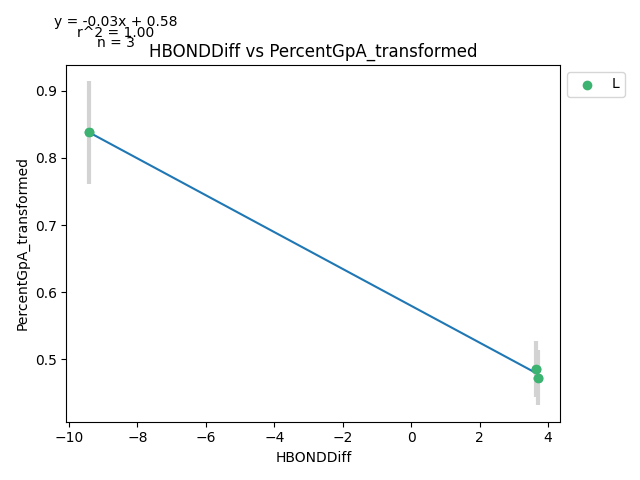 y = -0.03x + 0.58
r^2 = 1.00
n = 3
HBONDDiff vs PercentGpA_transformed
L
PercentGpA_transformed
0.9
0.8
0.7
0.6
0.5
−10
−8
−6
−4
−2
0
2
4
HBONDDiff